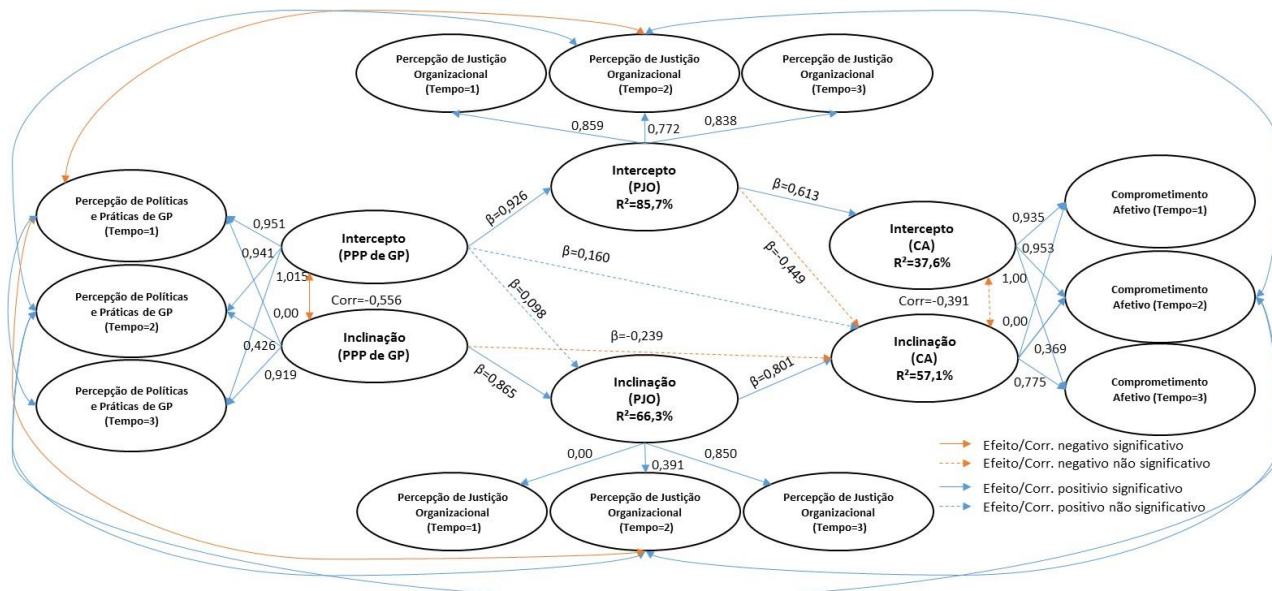 Percepção de Justição
Organizacional
(Tempo=1)
Percepção de Justição
Organizacional
(Tempo=2)
Percepção de Justição
Organizacional
(Tempo=3)
0,859
0,772
0,838
Percepção de Políticas
e Práticas de GP
(Tempo=1)
Percepção de Políticas
e Práticas de GP
(Tempo=2)
Percepção de Políticas
e Práticas de GP
(Tempo=3)
0,951
0,941
1,015
0,00
0,426
0,919
Intercepto
(PPP de GP)
Corr=-0,556
Inclinação
(PPP de GP)
β=0,926
β=0,160
β=0,098
β=-0,239
β=0,865
Intercepto
(PJO)
R²=85,7%
β=0,613
β=-0,449
Inclinação
(PJO)
R²=66,3%
β=0,801
Intercepto
(CA)
R²=37,6%
Corr=-0,391
Inclinação
(CA)
R²=57,1%
0,935
0,953
1,00
0,00
0,369
0,775
Comprometimento
Afetivo (Tempo=1)
Comprometimento
Afetivo (Tempo=2)
Comprometimento
Afetivo (Tempo=3)
0,00
0,391
0,850
Percepção de Justição
Organizacional
(Tempo=1)
Percepção de Justição
Organizacional
(Tempo=2)
Percepção de Justição
Organizacional
(Tempo=3)
Efeito/Corr. negativo significativo
Efeito/Corr. negativo não significativo
Efeito/Corr. positivio significativo
Efeito/Corr. positivo não significativo